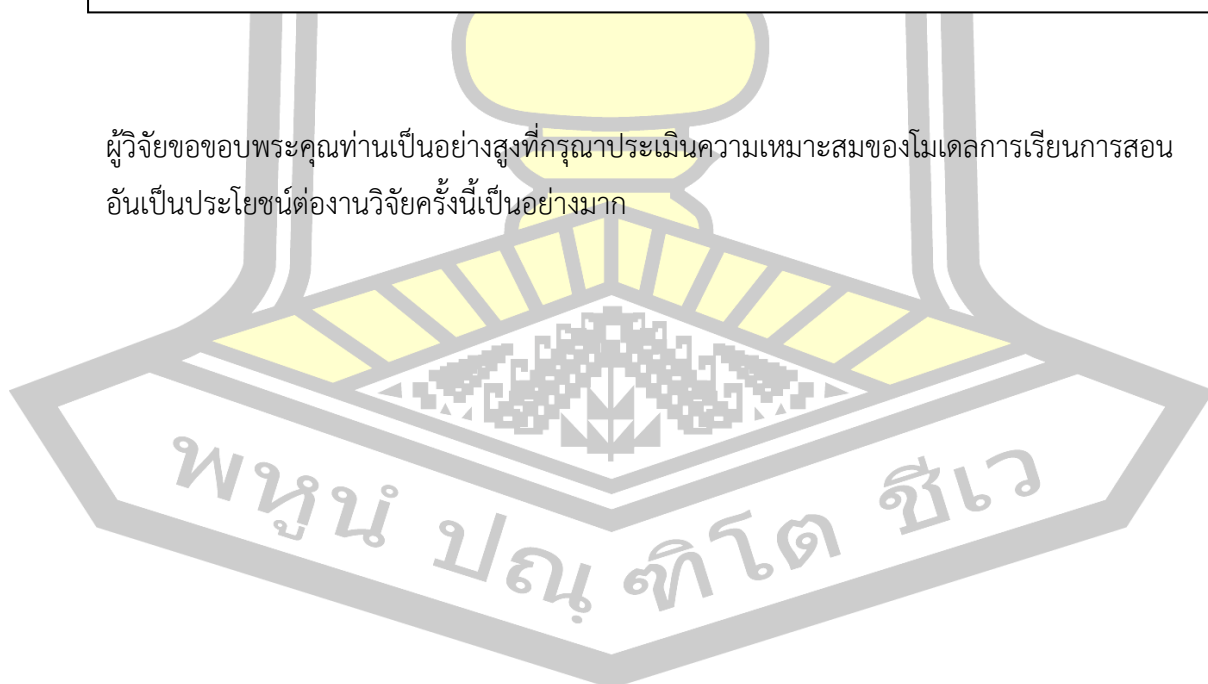 ผู้วิจัยขอขอบพระคุณท่านเป็นอย่างสูงที่กรุณาประเมินความเหมาะสมของโมเดลการเรียนการสอน
อันเป็นประโยชน์ต่องานวิจัยครั้งนี้เป็นอย่างมาก
พหูนํ ปณฺฑิโต ชีเว